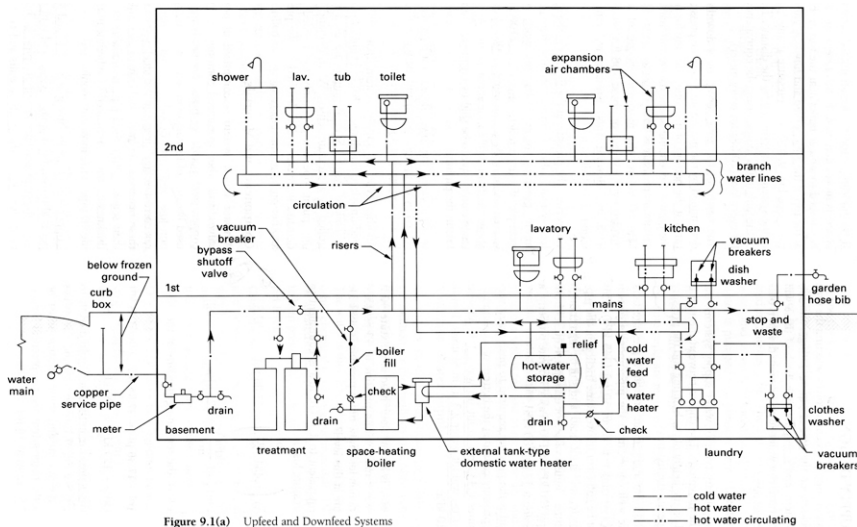 shower
lav.
tub
toilet
expansion
air chambers
2nd
branch
water lines
circulation
risers
vacuum
breaker
bypass
shutoff
valve
below frozen
ground
curb
box
1st
lavatory
kitchen
vacuum
breakers
dish
washer
garden
hose bib
mains
stop and
waste
water
main
copper
service pipe
meter
drain
basement
treatment
drain
boiler
fill
check
space-heating
boiler
external tank-type
domestic water heater
hot-water
storage
relief
drain
check
cold
water
feed
to
water
heater
laundry
clothes
washer
vacuum
breakers
cold water
hot water
hot water circulating
Figure 9.1(a) Upfeed and Downfeed Systems